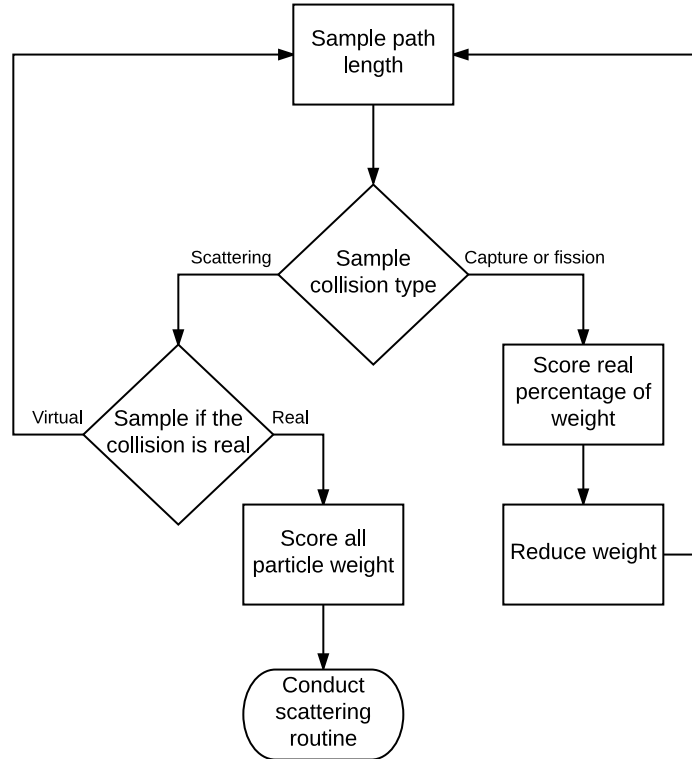 Sample path
length
Scattering
Sample
collision type
Capture or fission
Score real
percentage of
weight
Virtual
Sample if the
collision is real
Real
Score all
particle weight
Reduce weight
Conduct
scattering
routine